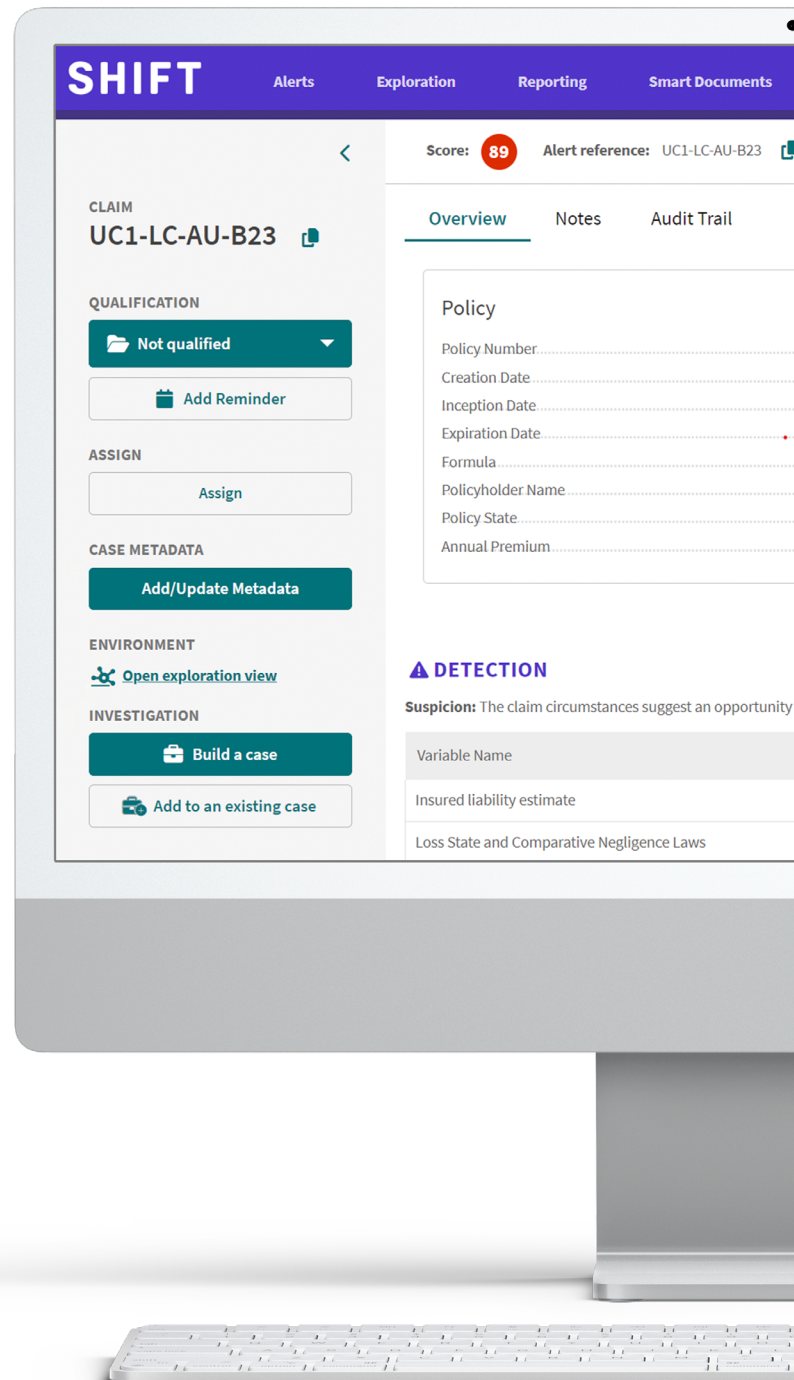 SHIFT
Alerts Exploration Reporting Smart Documents
Score: 89 Alert reference: UC1-LC-AU-B23
CLAIM
UC1-LC-AU-B23
QUALIFICATION
Not qualified
Add Reminder
ASSIGN
Assign
CASE METADATA
Add/Update Metadata
ENVIRONMENT
Open exploration view
INVESTIGATION
Build a case
Add to an existing case
Overview Notes Audit Trail
Policy
Policy Number
Creation Date
Inception Date
Expiration Date
Formula
Policyholder Name
Policy State
Annual Premium
DETECTION
Suspicion: The claim circumstances suggest an opportunity
Variable Name
Insured liability estimate
Loss State and Comparative Negligence Laws